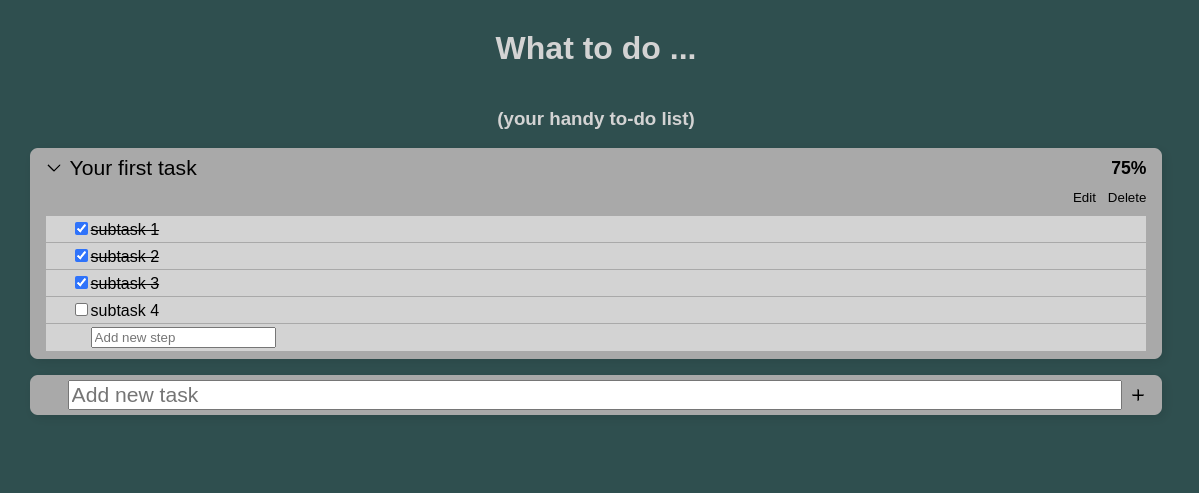 What to do ...
(your handy to-do list)
Your first task 75%
Edit Delete
subtask 1
subtask 2
subtask 3
subtask 4
Add new step
Add new task +